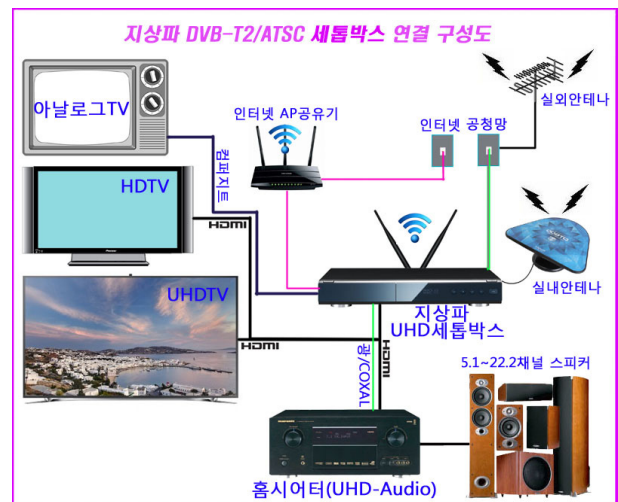 지상파 DVB-T2/ATSC 세톱박스 연결 구성도
아날로그TV
인터넷 AP공유기
인터넷 공청망
실외안테나
컴퍼지트
HDTV
HDMI
UHDTV
HDMI
지상파
UHD세톱박스
실내안테나
광/COXAL
HDMI
5.1~22.2채널 스피커
홈시어터(UHD-Audio)